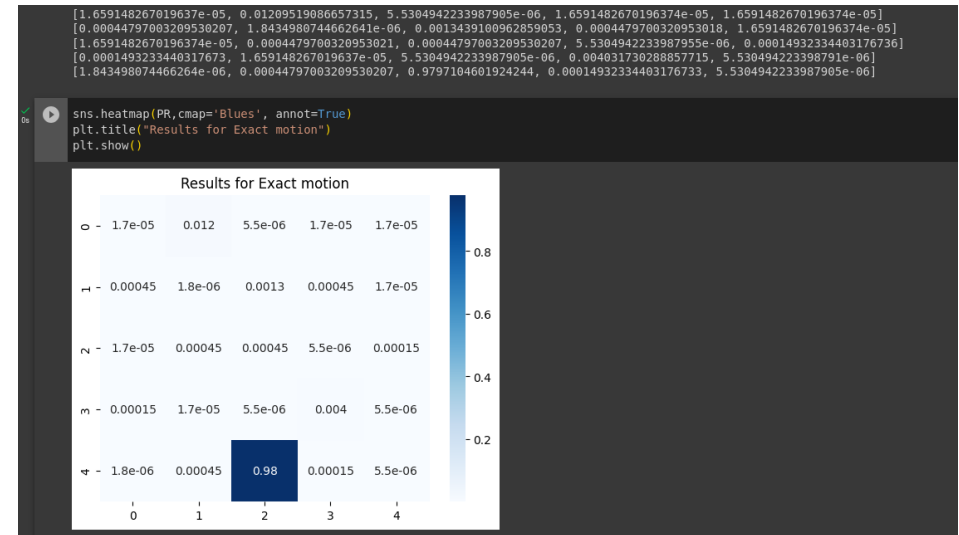 [1.659148267019637e-05, 0.01209519086657315, 5.5304942233987905e-06, 1.6591482670196374e-05, 1.6591482670196374e-05]
[0.00044797003209530207, 1.8434980744662641e-06, 0.0013439100962859053, 0.00044797003209530​18, 1.6591482670196374e-05]
[1.6591482670196374e-05, 0.00044797003209530​21, 0.00044797003209530207, 5.5304942233987955e-06, 0.00014932334403176736]
[0.0001493233440317673, 1.659148267019637e-05, 5.5304942233987905e-06, 0.004031730288857715, 5.530494223398791e-06]
[1.843498074466264e-06, 0.00044797003209530207, 0.9797104601924244, 0.00014932334403176733, 5.5304942233987905e-06]
0s
sns.heatmap(PR,cmap='Blues', annot=True)
plt.title("Results for Exact motion")
plt.show()
Results for Exact motion
0 1.7e-05 0.012 5.5e-06 1.7e-05 1.7e-05
0.8
1 0.00045 1.8e-06 0.0013 0.00045 1.7e-05
0.6
2 1.7e-05 0.00045 0.00045 5.5e-06 0.00015
0.4
3 0.00015 1.7e-05 5.5e-06 0.004 5.5e-06
0.2
4 1.8e-06 0.00045 0.98 0.00015 5.5e-06
0 1 2 3 4